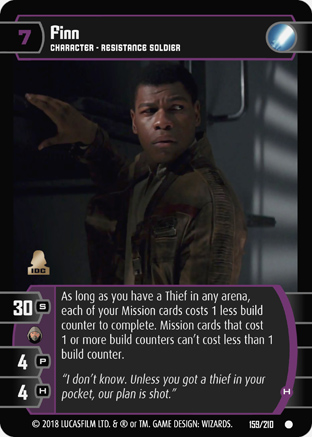 7
Finn
CHARACTER • RESISTANCE SOLDIER
IDC
30 S
4 P
4 H
As long as you have a Thief in any arena,
each of your Mission cards costs 1 less build
counter to complete. Mission cards that cost
1 or more build counters can't cost less than 1
build counter.
“I don't know. Unless you got a thief in your
pocket, our plan is shot.”
H
© 2018 LUCASFILM LTD. & ® or TM. GAME DESIGN: WIZARDS. 159/210